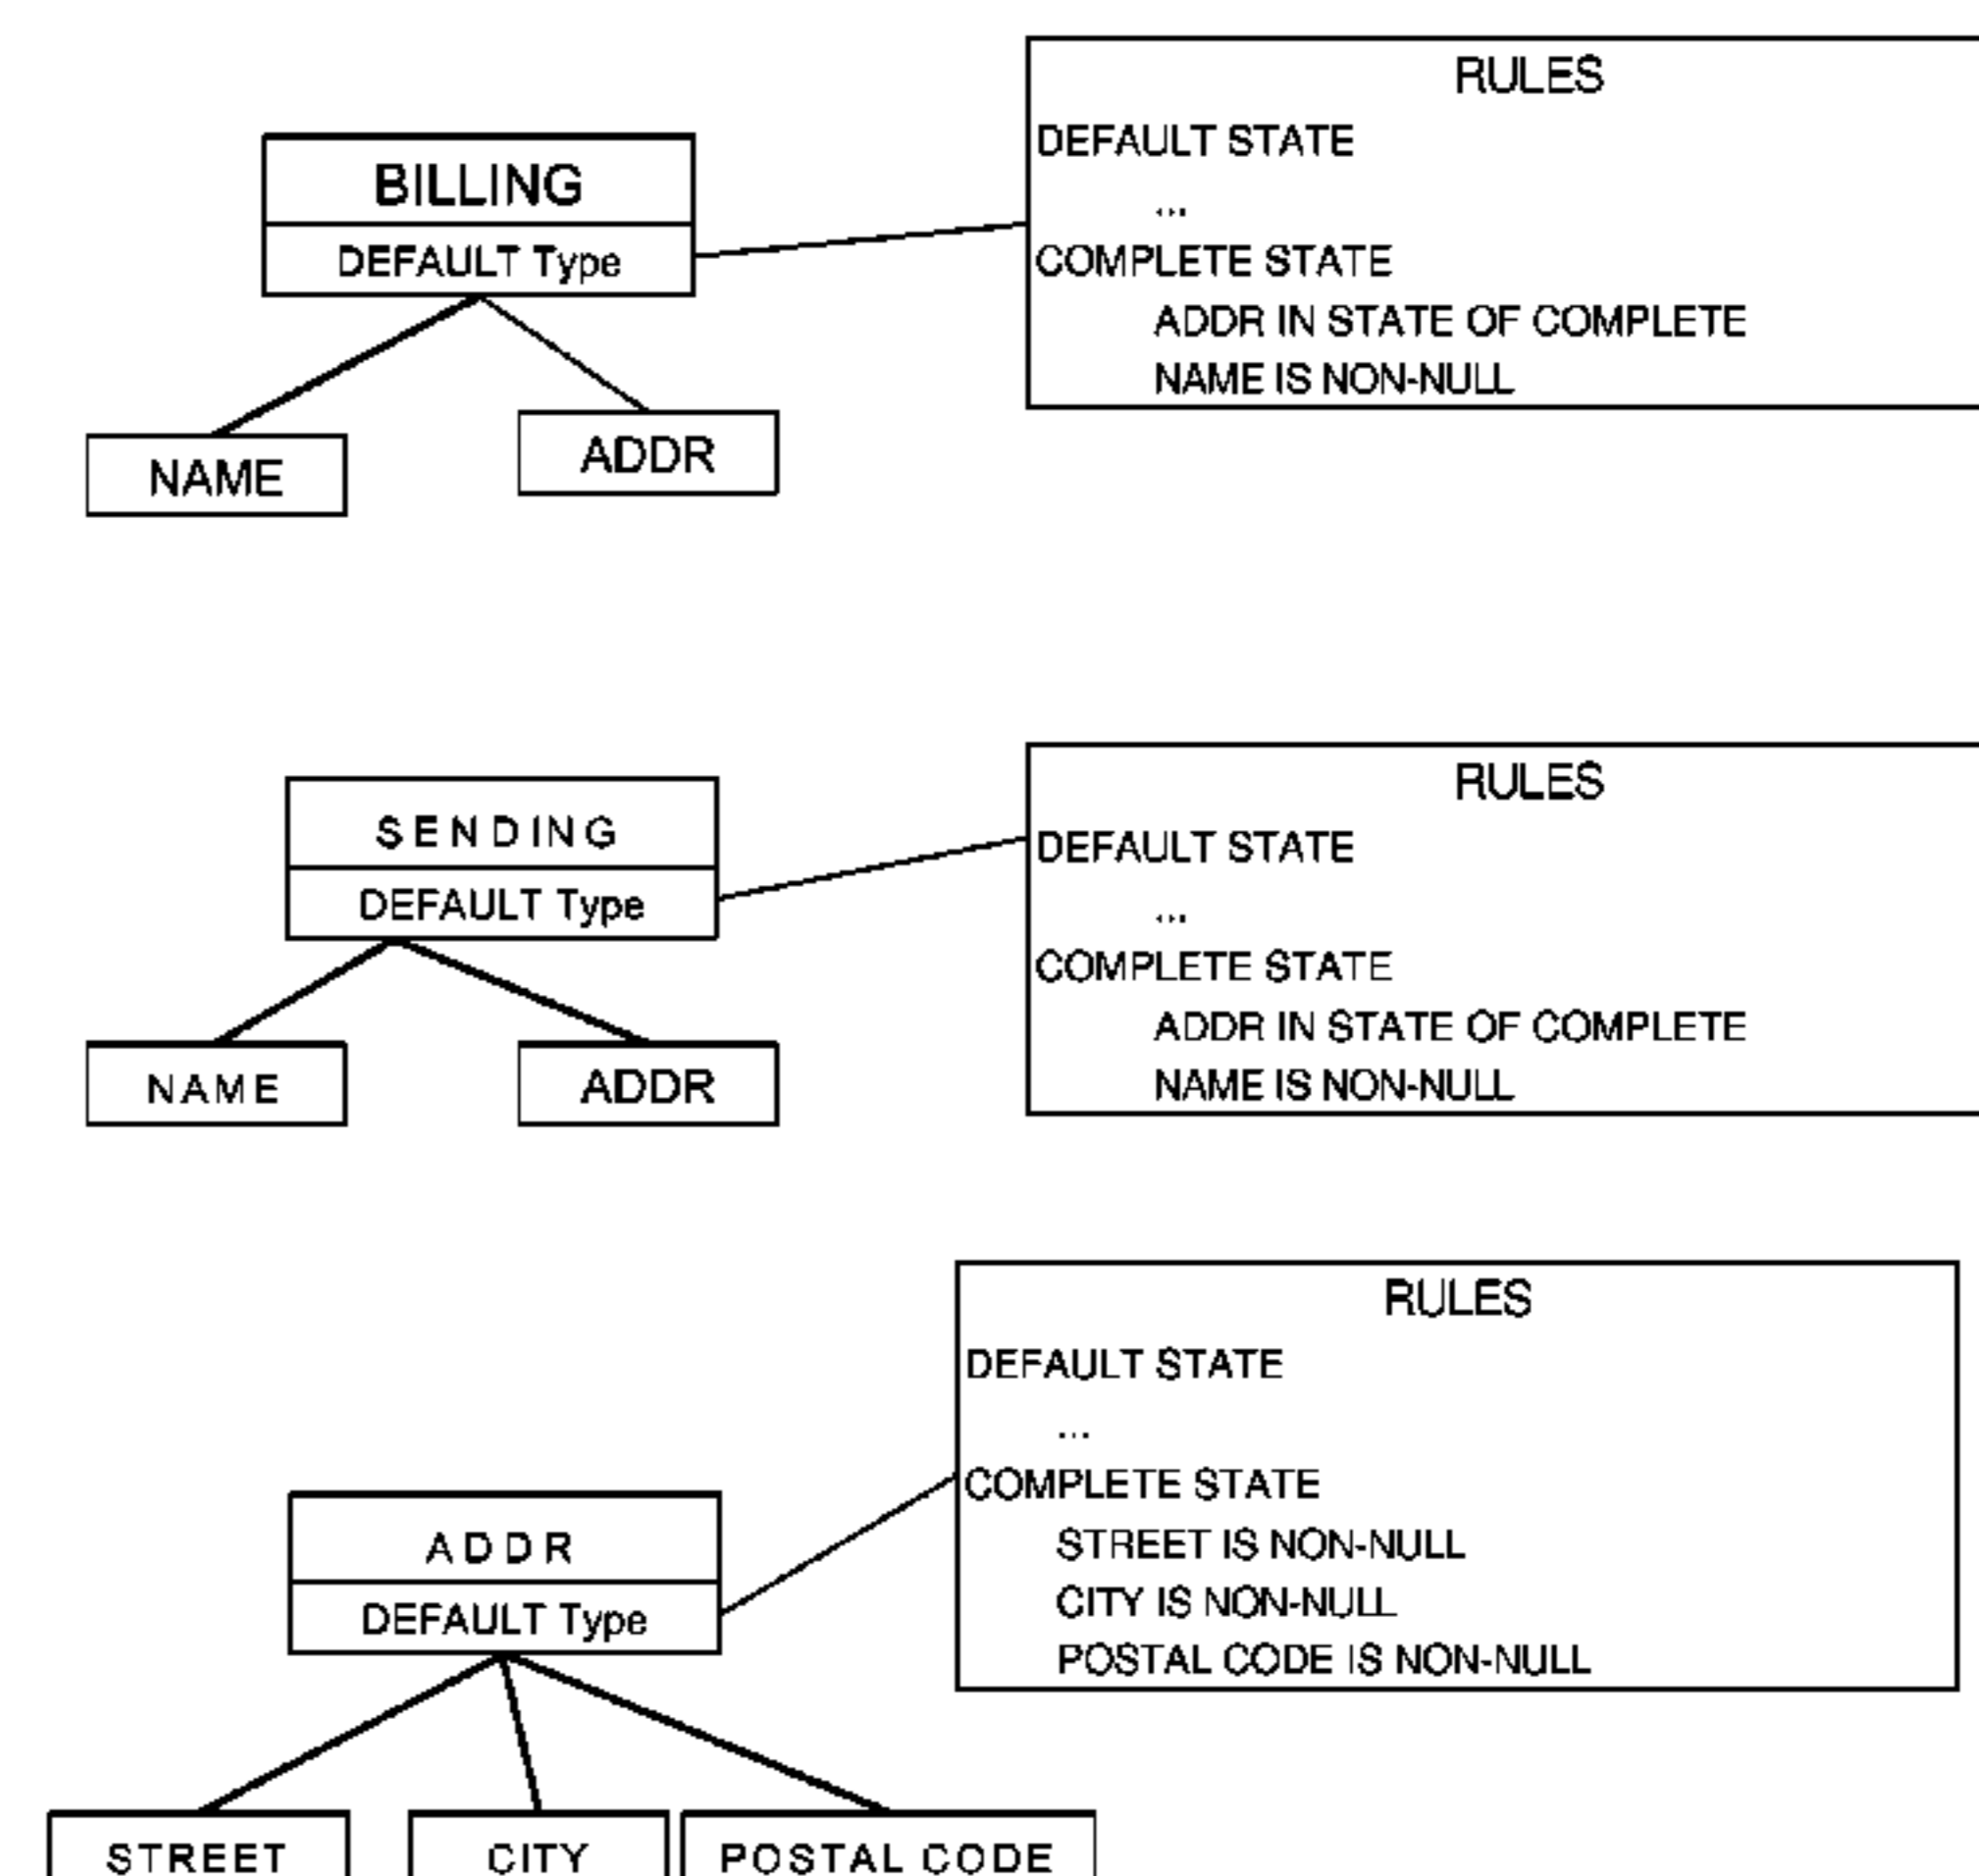 RULES
DEFAULT STATE
...
COMPLETE STATE
ADDR IN STATE OF COMPLETE
NAME IS NON-NULL
BILLING
DEFAULT Type
NAME
ADDR
RULES
DEFAULT STATE
...
COMPLETE STATE
ADDR IN STATE OF COMPLETE
NAME IS NON-NULL
SENDING
DEFAULT Type
NAME
ADDR
RULES
DEFAULT STATE
...
COMPLETE STATE
STREET IS NON-NULL
CITY IS NON-NULL
POSTAL CODE IS NON-NULL
ADDR
DEFAULT Type
STREET
CITY
POSTAL CODE